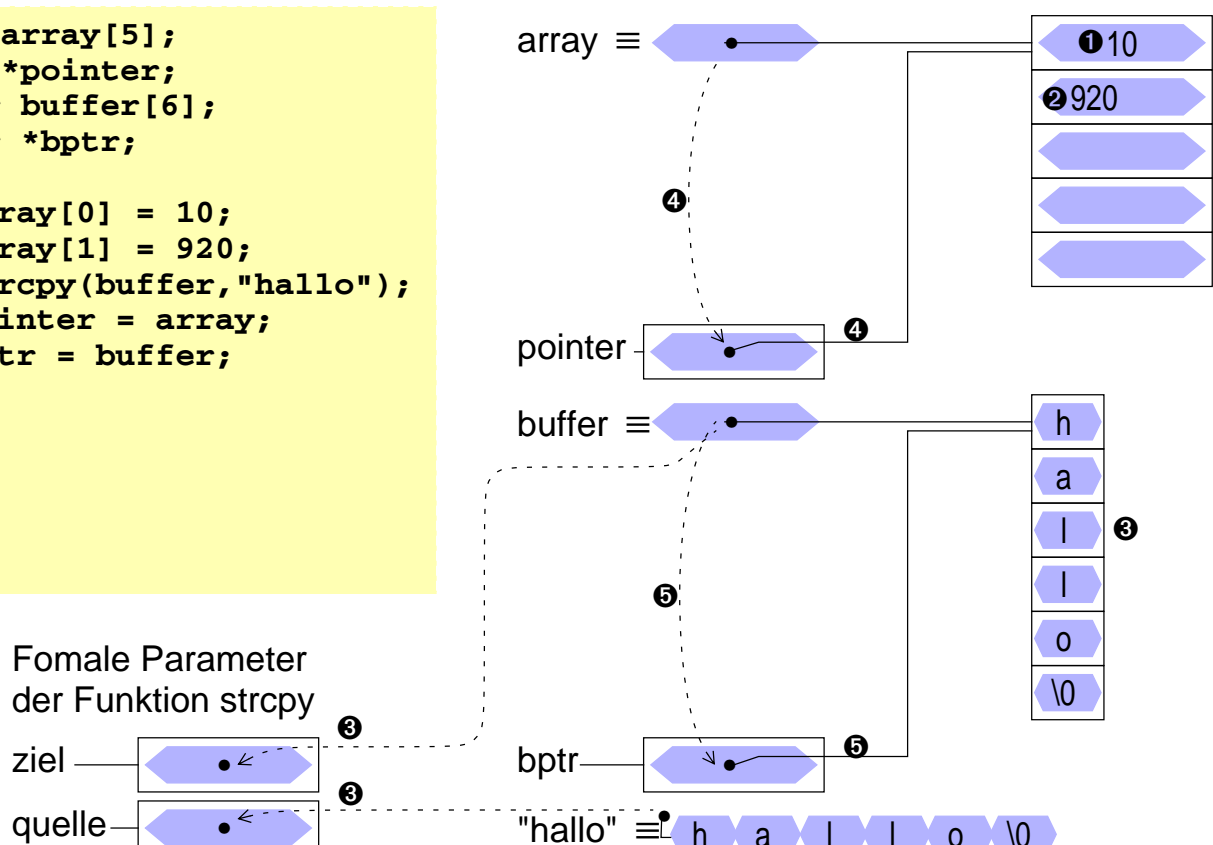 array[5];
*pointer;
buffer[6];
*bptr;
ray[0] = 10;
ray[1] = 920;
rcpy(buffer,"hallo");
inter = array;
tr = buffer;
array ≡
❶10
❷920
❹
pointer
❹
buffer ≡
h
a
l
❸
l
o
\0
❺
Fomale Parameter
der Funktion strcpy
ziel
❸
bptr
❺
quelle
❸
"hallo" ≡ h a l l o \0